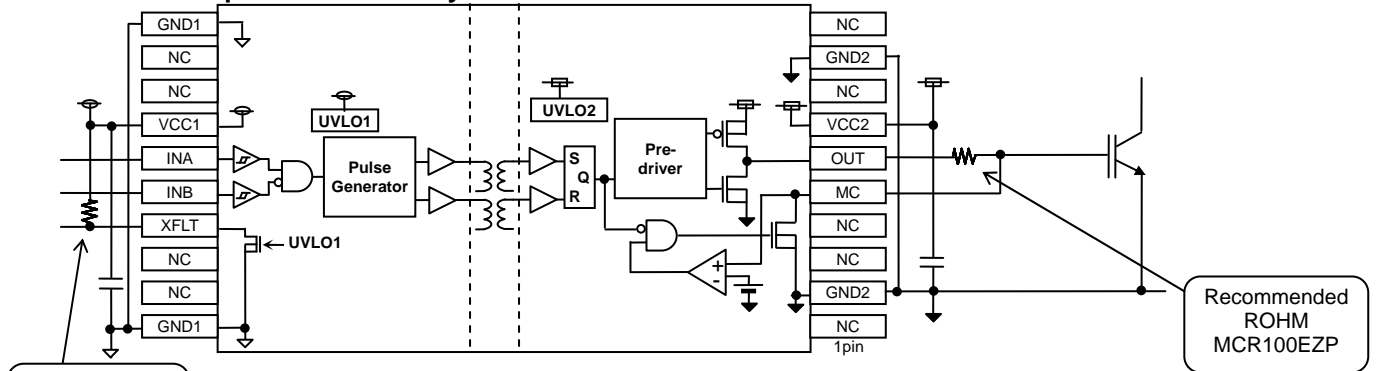 GND1
NC
NC
VCC1
INA
INB
XFLT
NC
NC
GND1
UVLO1
Pulse
Generator
UVLO1
UVLO2
S
Q
R
Pre-
driver
+
-
NC
GND2
NC
VCC2
OUT
MC
NC
NC
GND2
NC
1pin
Recommended
ROHM
MCR100EZP